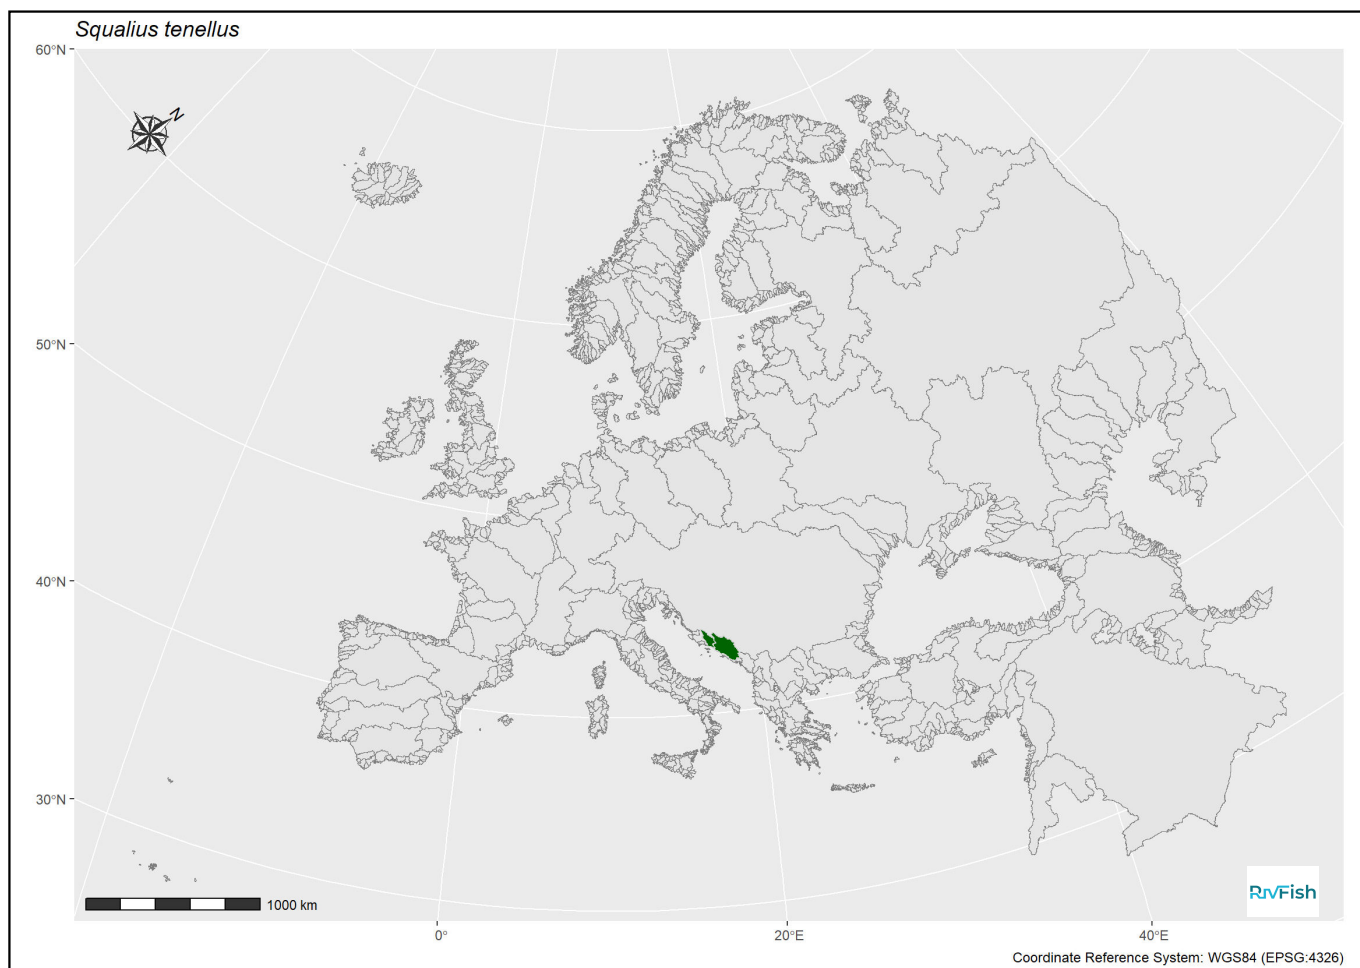 Squalius tenellus
60°N
N
50°N
40°N
30°N
1000 km
RivFish
0°
20°E
40°E
Coordinate Reference System: WGS84 (EPSG:4326)